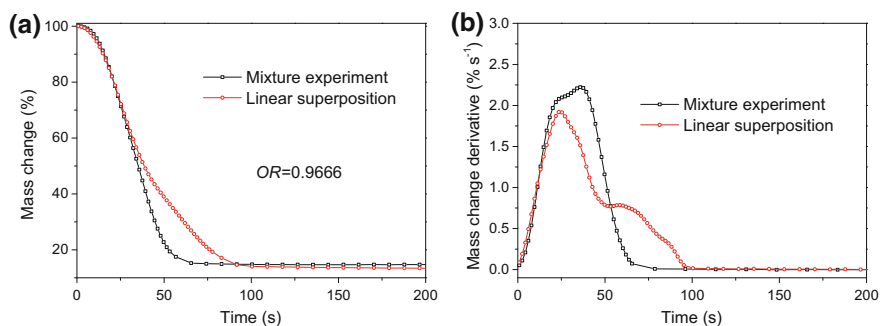 (a)
100
80
60
40
20
Mass change (%)
0
50
100
150
200
Time (s)
Mixture experiment
Linear superposition
OR=0.9666
(b)
3.0
2.5
2.0
1.5
1.0
0.5
0.0
Mass change derivative (% s⁻¹)
0
50
100
150
200
Time (s)
Mixture experiment
Linear superposition